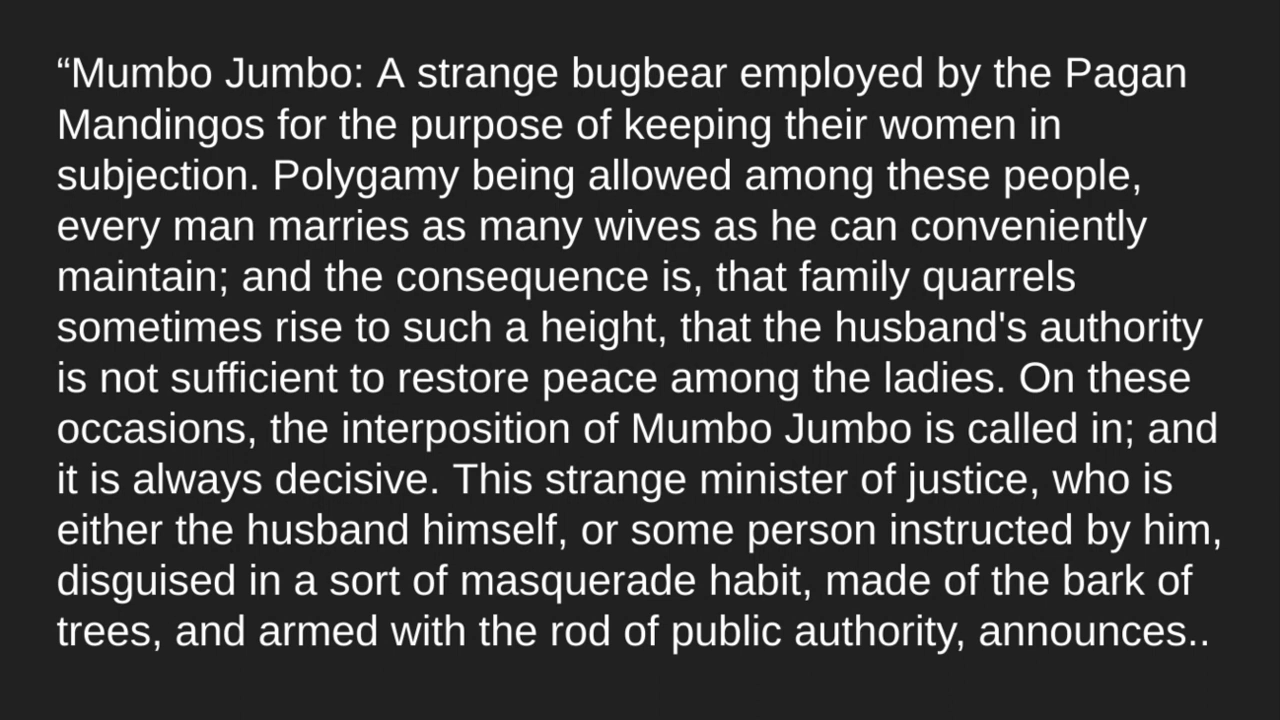 “Mumbo Jumbo: A strange bugbear employed by the Pagan
Mandingos for the purpose of keeping their women in
subjection. Polygamy being allowed among these people,
every man marries as many wives as he can conveniently
maintain; and the consequence is, that family quarrels
sometimes rise to such a height, that the husband's authority
is not sufficient to restore peace among the ladies. On these
occasions, the interposition of Mumbo Jumbo is called in; and
it is always decisive. This strange minister of justice, who is
either the husband himself, or some person instructed by him,
disguised in a sort of masquerade habit, made of the bark of
trees, and armed with the rod of public authority, announces..